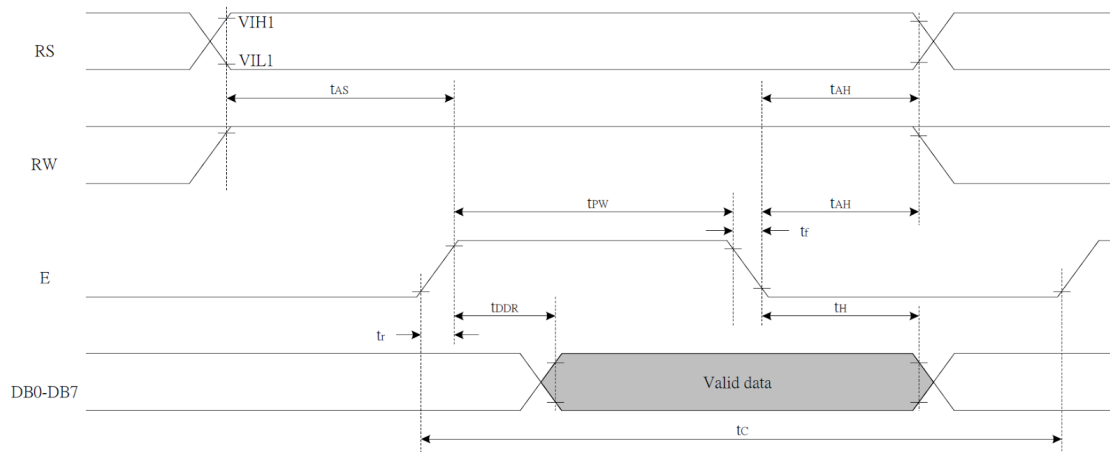 VIH1
RS
VIL1
tAS
tAH
RW
tPW
tAH
tf
E
tDDR
tH
tr
Valid data
DB0-DB7
tC